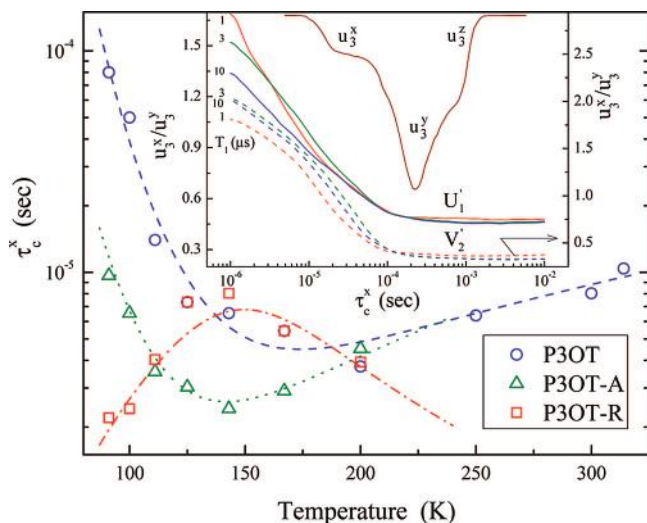 10⁻⁴
10⁻⁵
τ_c^x (sec)
100 150 200 250 300
Temperature (K)
P3OT
P3OT-A
P3OT-R
1.5
1.2
0.9
0.6
0.3
u_3^x/u_3^y
1
3
10
3
10
1
T_1 (μs)
u_3^x
u_3^z
u_3^y
U_1'
V_2'
10⁻⁶ 10⁻⁵ 10⁻⁴ 10⁻³ 10⁻²
τ_c^x (sec)
2.5
2.0
1.5
1.0
0.5
u_3^x/u_3^y